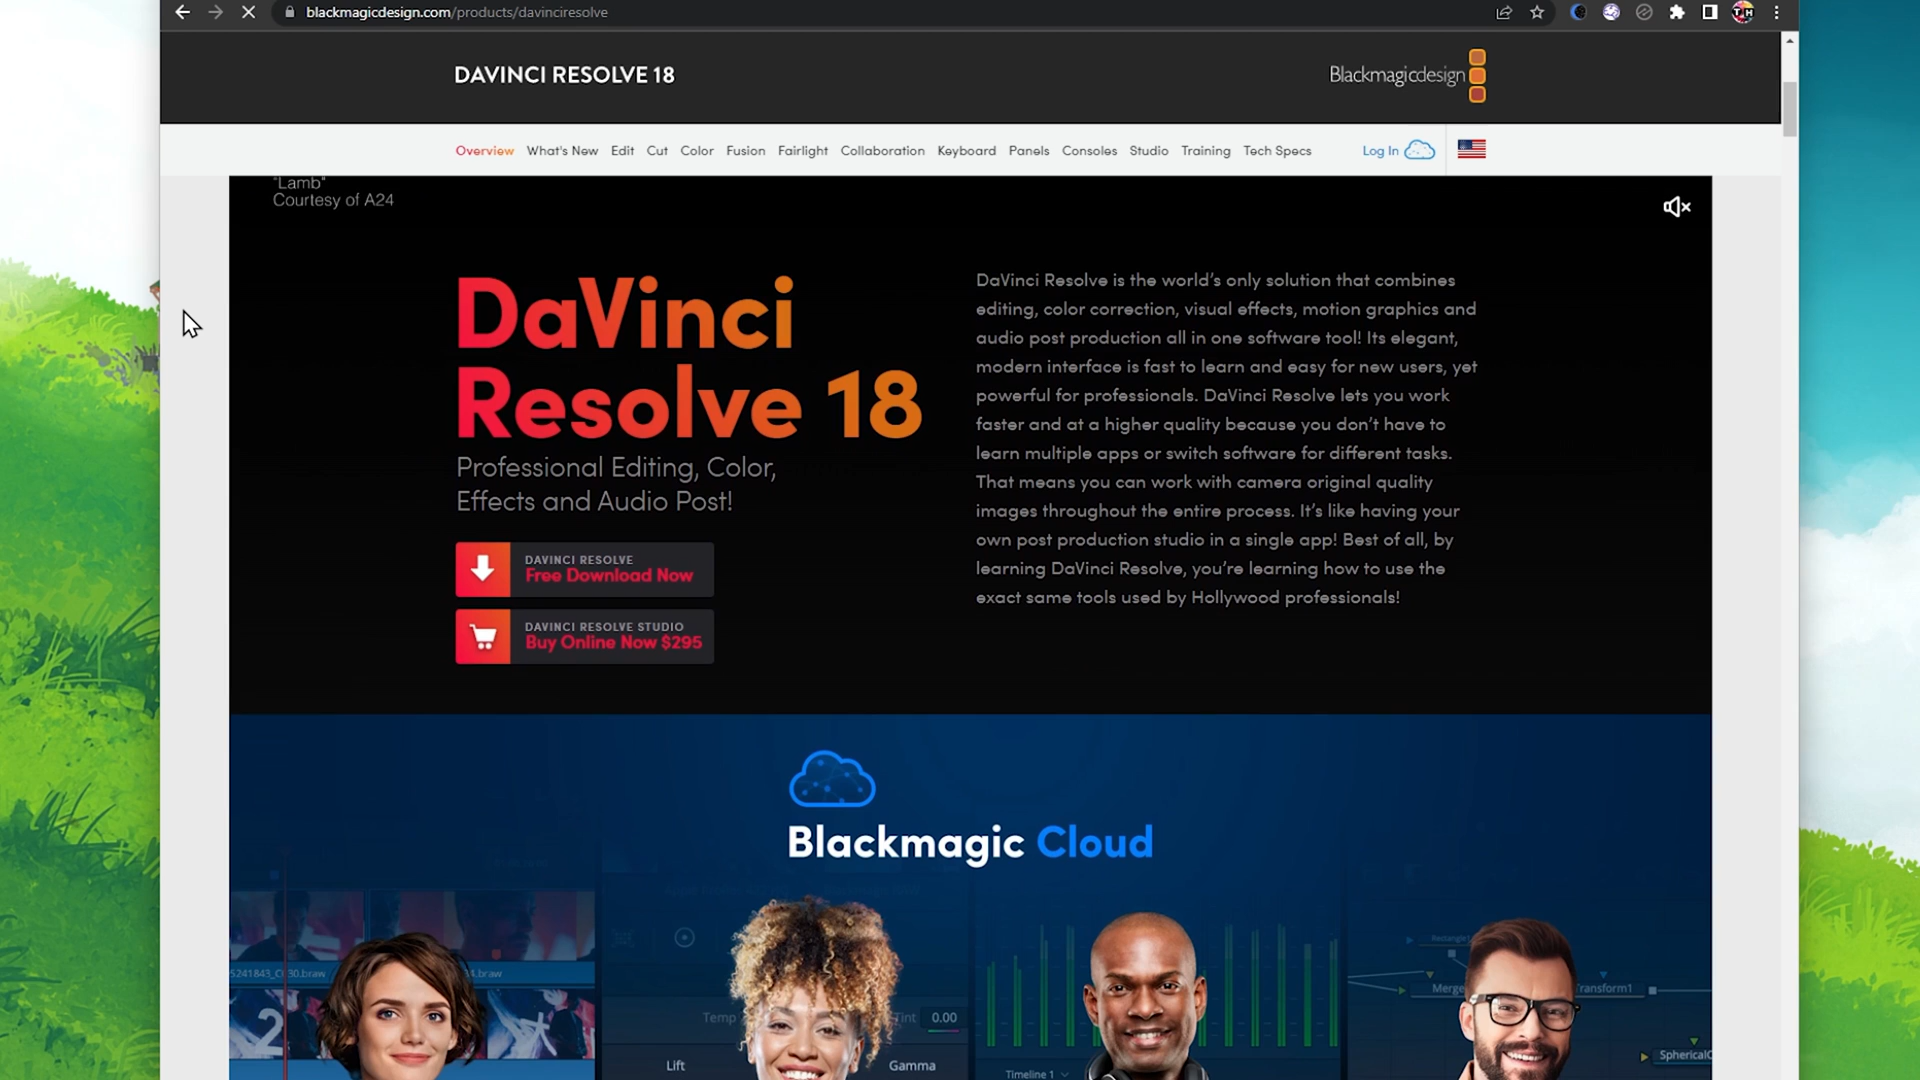 blackmagicdesign.com/products/davinciresolve
TH
DAVINCI RESOLVE 18
Blackmagicdesign
Overview What's New Edit Cut Color Fusion Fairlight Collaboration Keyboard Panels Consoles Studio Training Tech Specs Log In
"Lamb"
Courtesy of A24
DaVinci
Resolve 18
Professional Editing, Color,
Effects and Audio Post!
DAVINCI RESOLVE
Free Download Now
DAVINCI RESOLVE STUDIO
Buy Online Now $295
DaVinci Resolve is the world's only solution that combines
editing, color correction, visual effects, motion graphics and
audio post production all in one software tool! Its elegant,
modern interface is fast to learn and easy for new users, yet
powerful for professionals. DaVinci Resolve lets you work
faster and at a higher quality because you don't have to
learn multiple apps or switch software for different tasks.
That means you can work with camera original quality
images throughout the entire process. It's like having your
own post production studio in a single app! Best of all, by
learning DaVinci Resolve, you're learning how to use the
exact same tools used by Hollywood professionals!
Blackmagic Cloud
4.braw
2
Temp
Tint 0.00
Lift
Gamma
Timeline 1
Rectangle1
Merge
Transform1